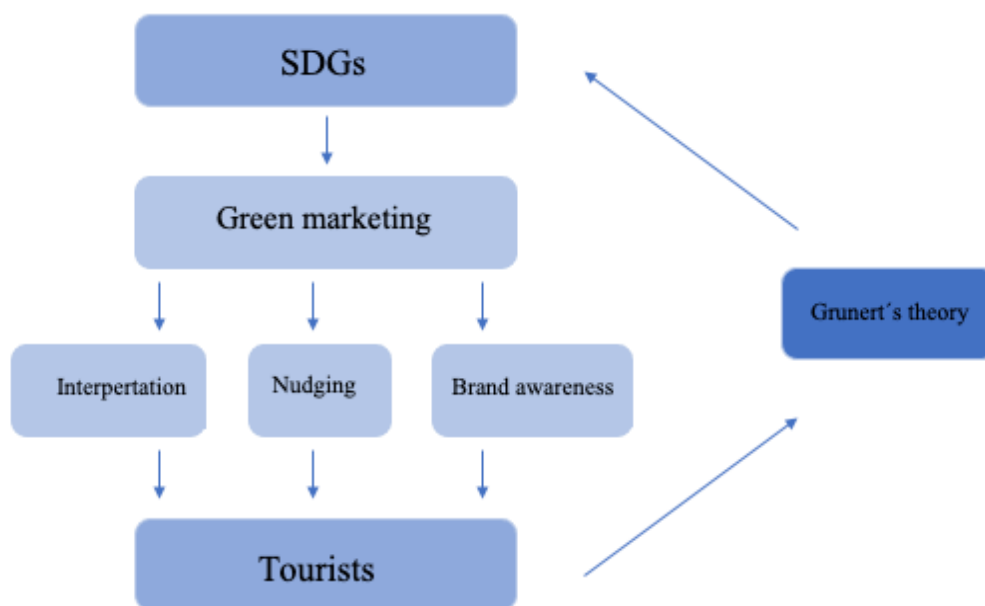 SDGs
Green marketing
Grunert´s theory
Interpertation
Nudging
Brand awareness
Tourists